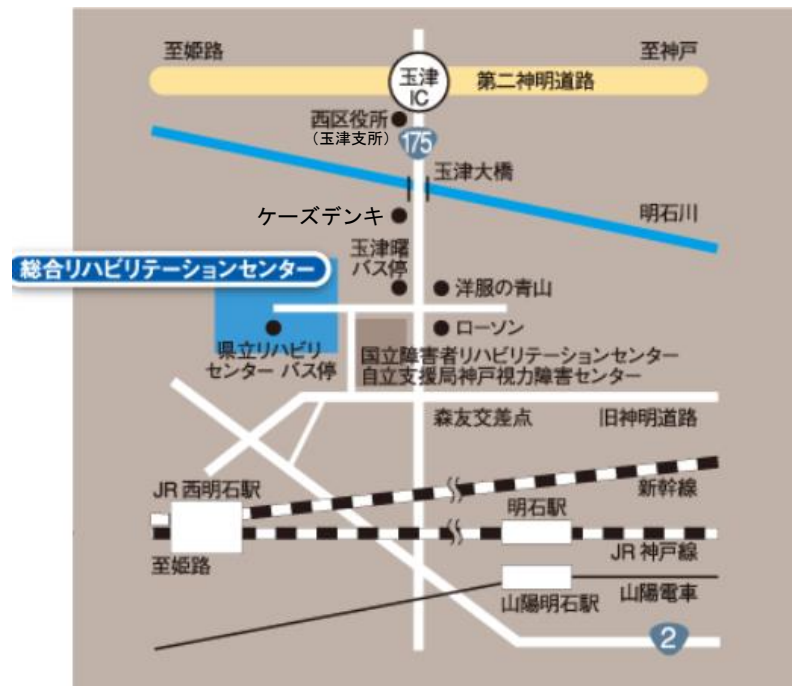 至姫路
至神戸
玉津
IC
第二神明道路
西区役所
（玉津支所）
175
玉津大橋
ケーズデンキ
明石川
玉津曙
バス停
総合リハビリテーションセンター
洋服の青山
ローソン
県立リハビリ
センター バス停
国立障害者リハビリテーションセンター
自立支援局神戸視力障害センター
森友交差点
旧神明道路
JR 西明石駅
新幹線
明石駅
JR 神戸線
至姫路
山陽電車
山陽明石駅
2